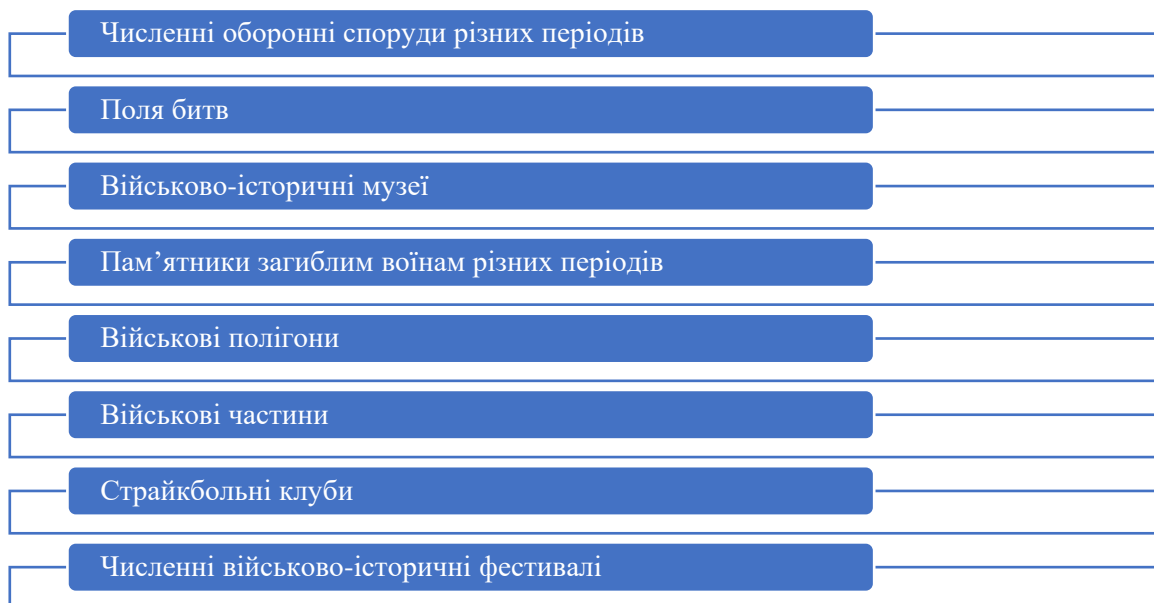 Численні оборонні споруди різних періодів
Поля битв
Військово-історичні музеї
Пам’ятники загиблим воїнам різних періодів
Військові полігони
Військові частини
Страйкбольні клуби
Численні військово-історичні фестивалі